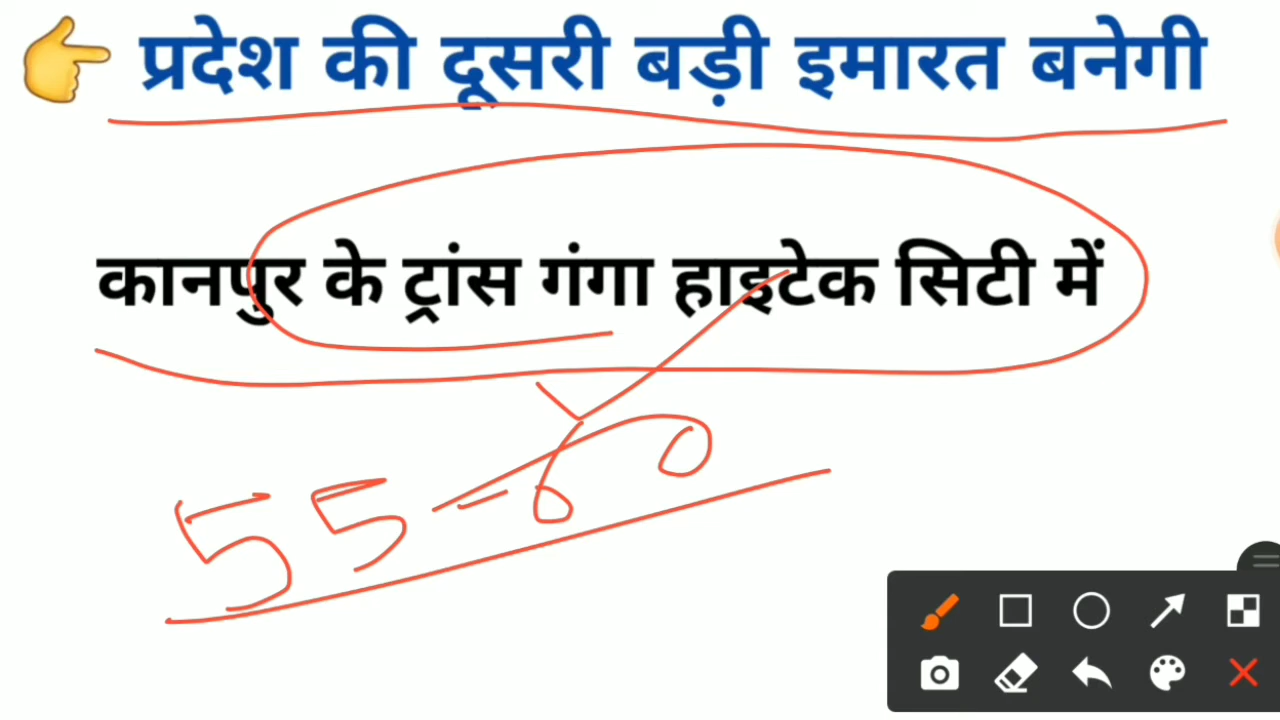 प्रदेश की दूसरी बड़ी इमारत बनेगी
कानपुर के ट्रांस गंगा हाइटेक सिटी में
55-60